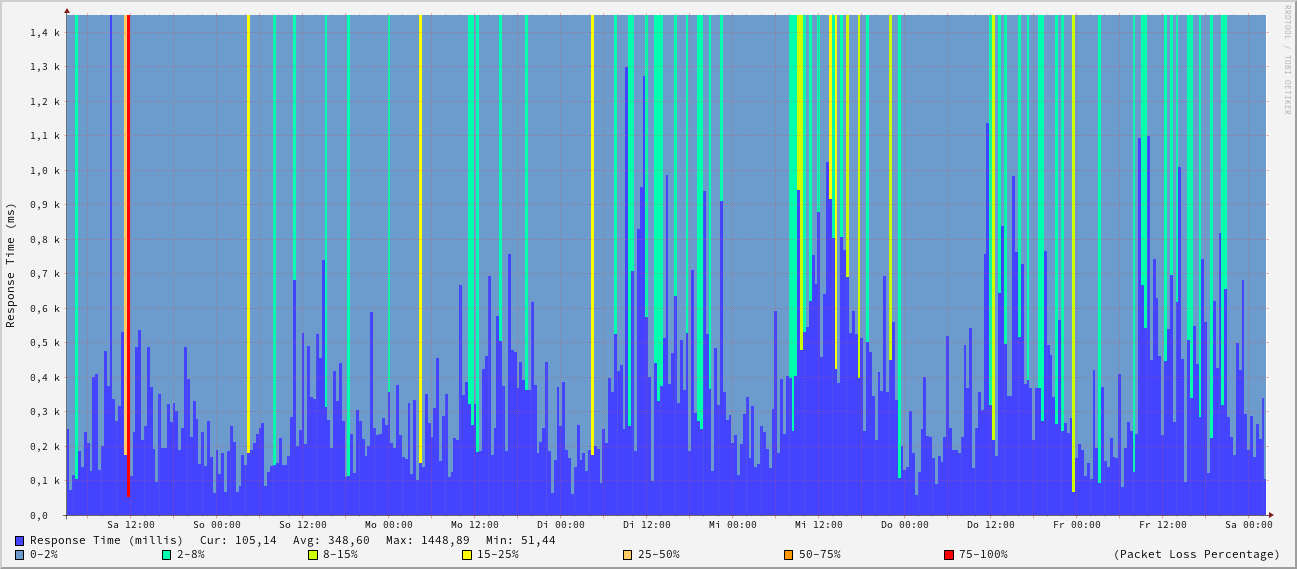 RRDTOOL / TOBI OETIKER
Response Time (ms)
1,4 k
1,3 k
1,2 k
1,1 k
1,0 k
0,9 k
0,8 k
0,7 k
0,6 k
0,5 k
0,4 k
0,3 k
0,2 k
0,1 k
0,0
Sa 12:00 So 00:00 So 12:00 Mo 00:00 Mo 12:00 Di 00:00 Di 12:00 Mi 00:00 Mi 12:00 Do 00:00 Do 12:00 Fr 00:00 Fr 12:00 Sa 00:00
Response Time (millis) Cur: 105,14 Avg: 348,60 Max: 1448,89 Min: 51,44
0-2% 2-8% 8-15% 15-25% 25-50% 50-75% 75-100% (Packet Loss Percentage)